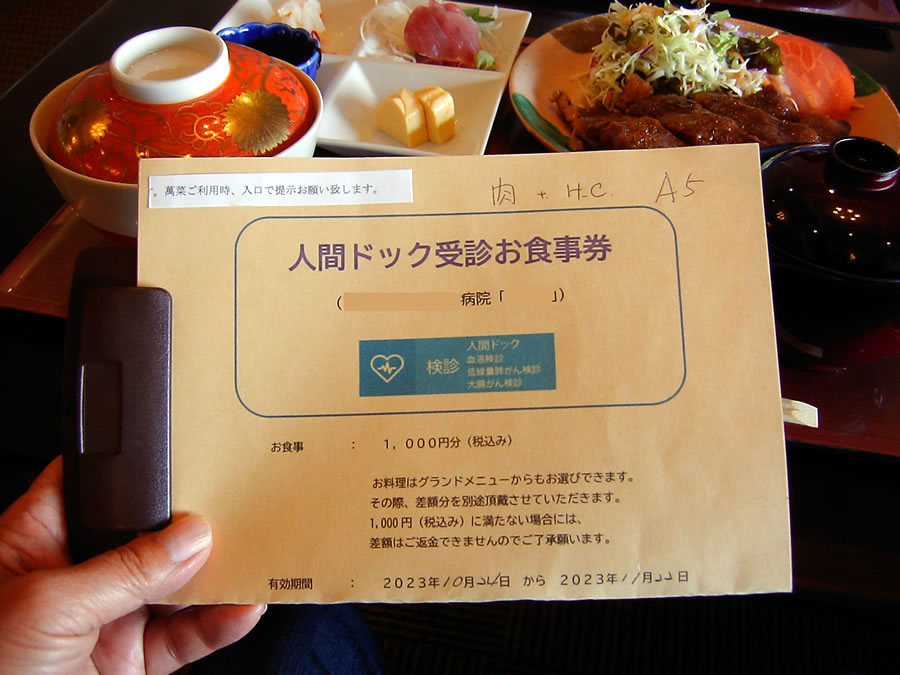 。萬菜ご利用時、入口で提示お願い致します。
肉 + H.C. A5
人間ドック受診お食事券
( 病院「 」)
検診
人間ドック
血液検診
低線量肺がん検診
大腸がん検診
お食事 : 1,000円分(税込み)
お料理はグランドメニューからもお選びできます。
その際、差額分を別途頂戴させていただきます。
1,000円(税込み)に満たない場合には、
差額はご返金できませんのでご了承願います。
有効期間 : 2023年10月24日 から 2023年11月22日